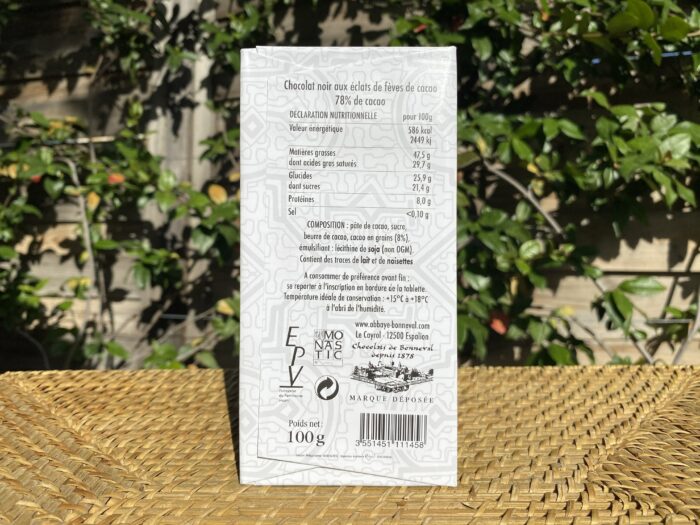 Chocolat noir aux éclats de fèves de cacao
78% de cacao
DECLARATION NUTRITIONNELLE pour 100g
Valeur énergétique 586 kcal
2449 kj
Matières grasses 47,5 g
dont acides gras saturés 29,7 g
Glucides 25,9 g
dont sucres 21,4 g
Protéines 8,0 g
Sel <0,10 g
COMPOSITION : pâte de cacao, sucre,
beurre de cacao, cacao en grains (8%),
émulsifiant : lécithine de soja (non OGM).
Contient des traces de lait et de noisettes
A consommer de préférence avant fin :
se reporter à l'inscription en bordure de la tablette.
Température idéale de conservation : +15°C à +18°C
à l'abri de l'humidité.
www.abbaye-bonneval.com
Le Cayrol - 12500 Espalion
Chocolats de Bonneval
depuis 1878
MARQUE DÉPOSÉE
EPV
MO
NAS
TIC
Poids net:
100g
3 551451 111458